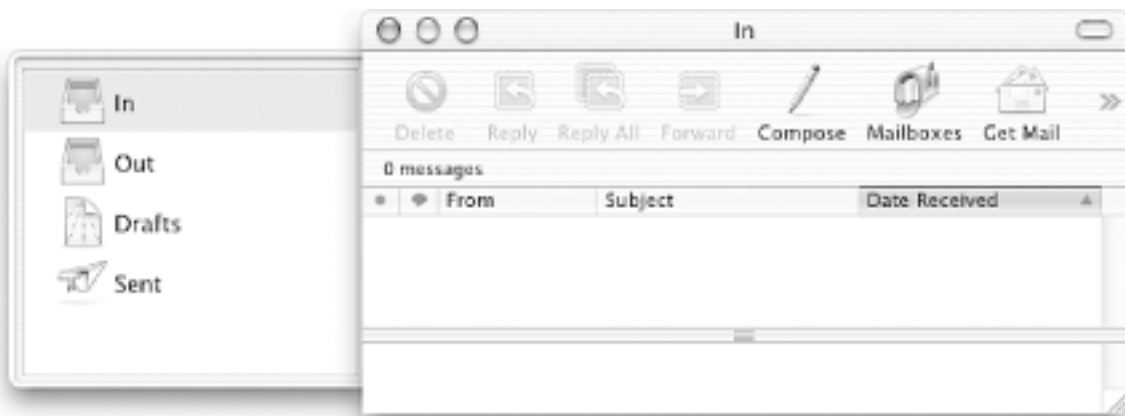 In
Out
Drafts
Sent
In
Delete Reply Reply All Forward Compose Mailboxes Get Mail
0 messages
From Subject Date Received